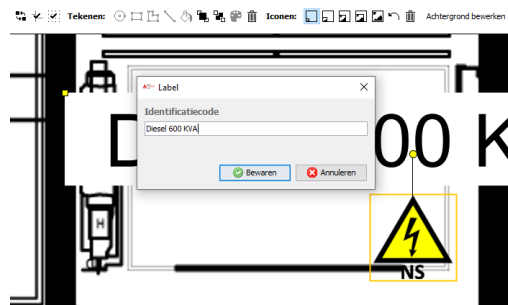 Tekenen:
Iconen:
Achtergrond bewerken
Label
Identificatiecode
Diesel 600 KVA
Bewaren
Annuleren
D
00 K
H
NS